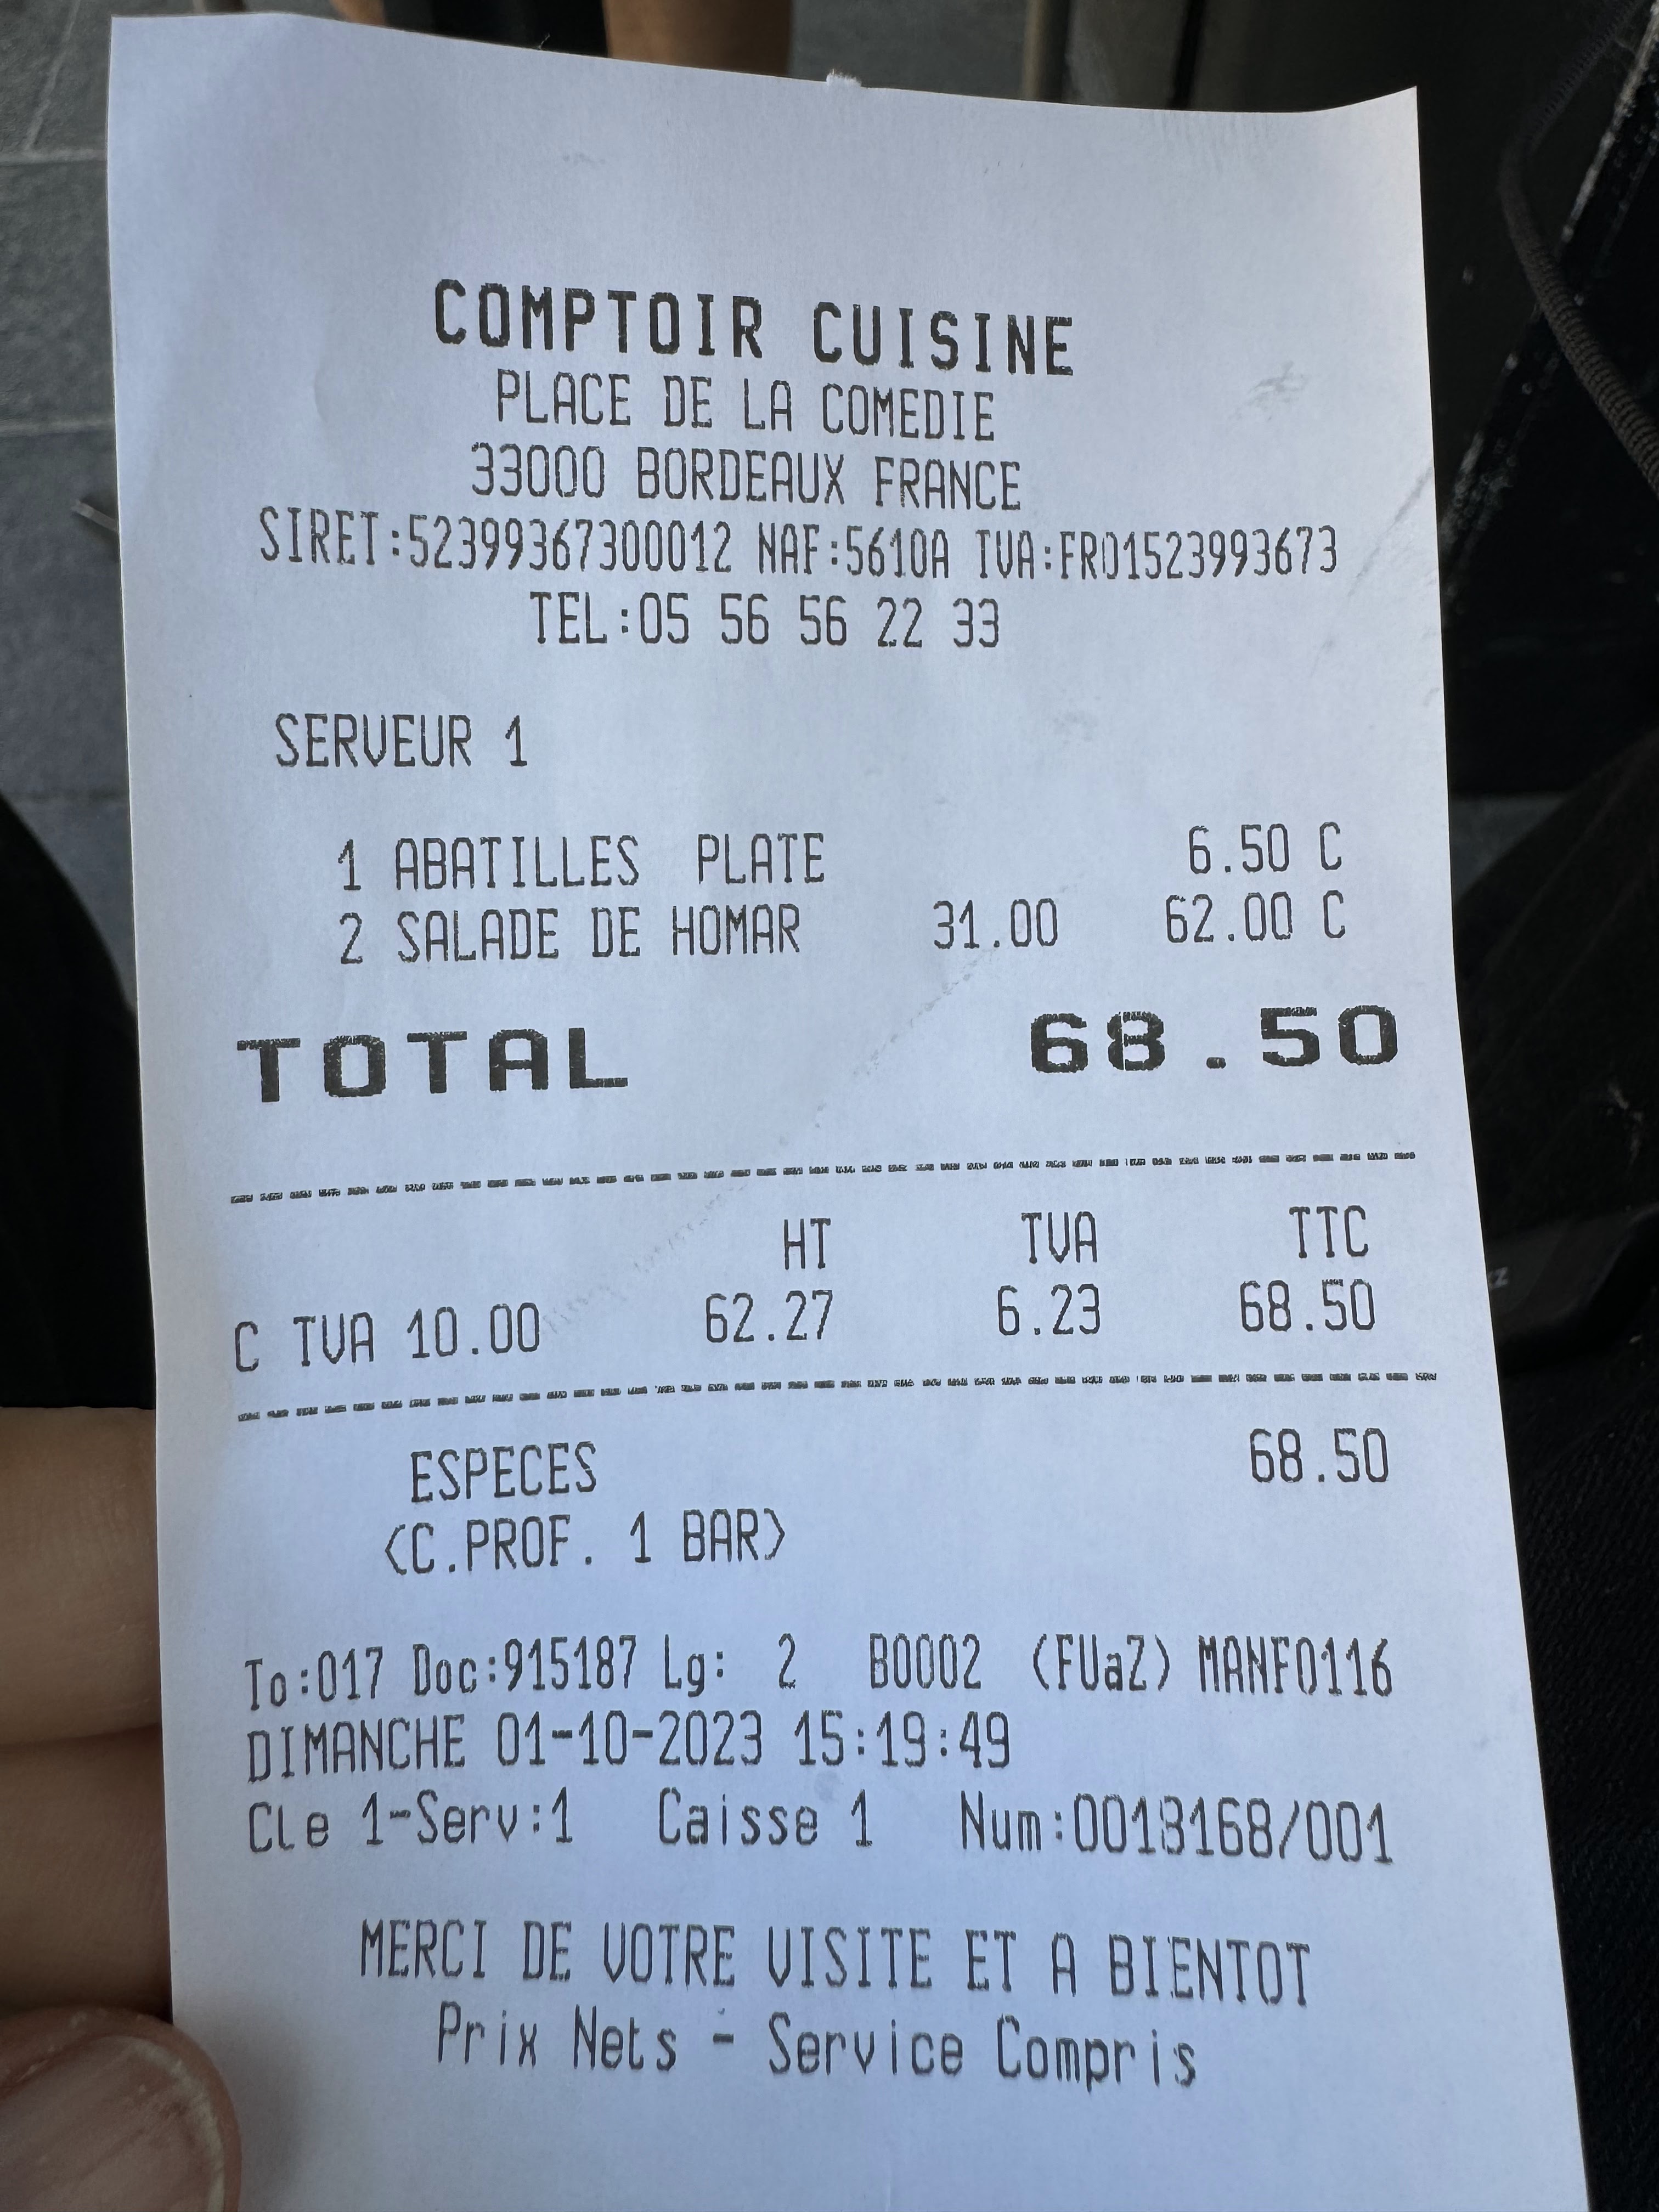 COMPTOIR CUISINE
PLACE DE LA COMEDIE
33000 BORDEAUX FRANCE
SIRET:52399367300012 NAF:5610A TVA:FR01523993673
TEL:05 56 56 22 33
SERVEUR 1
1 ABATILLES PLATE 6.50 C
2 SALADE DE HOMAR 31.00 62.00 C
TOTAL 68.50
HT TVA TTC
C TVA 10.00 62.27 6.23 68.50
ESPECES 68.50
(C.PROF. 1 BAR)
To:017 Doc:915187 Lg: 2 B0002 (FUaZ) MANF0116
DIMANCHE 01-10-2023 15:19:49
Cle 1-Serv:1 Caisse 1 Num:0013168/001
MERCI DE VOTRE VISITE ET A BIENTOT
Prix Nets - Service Compris